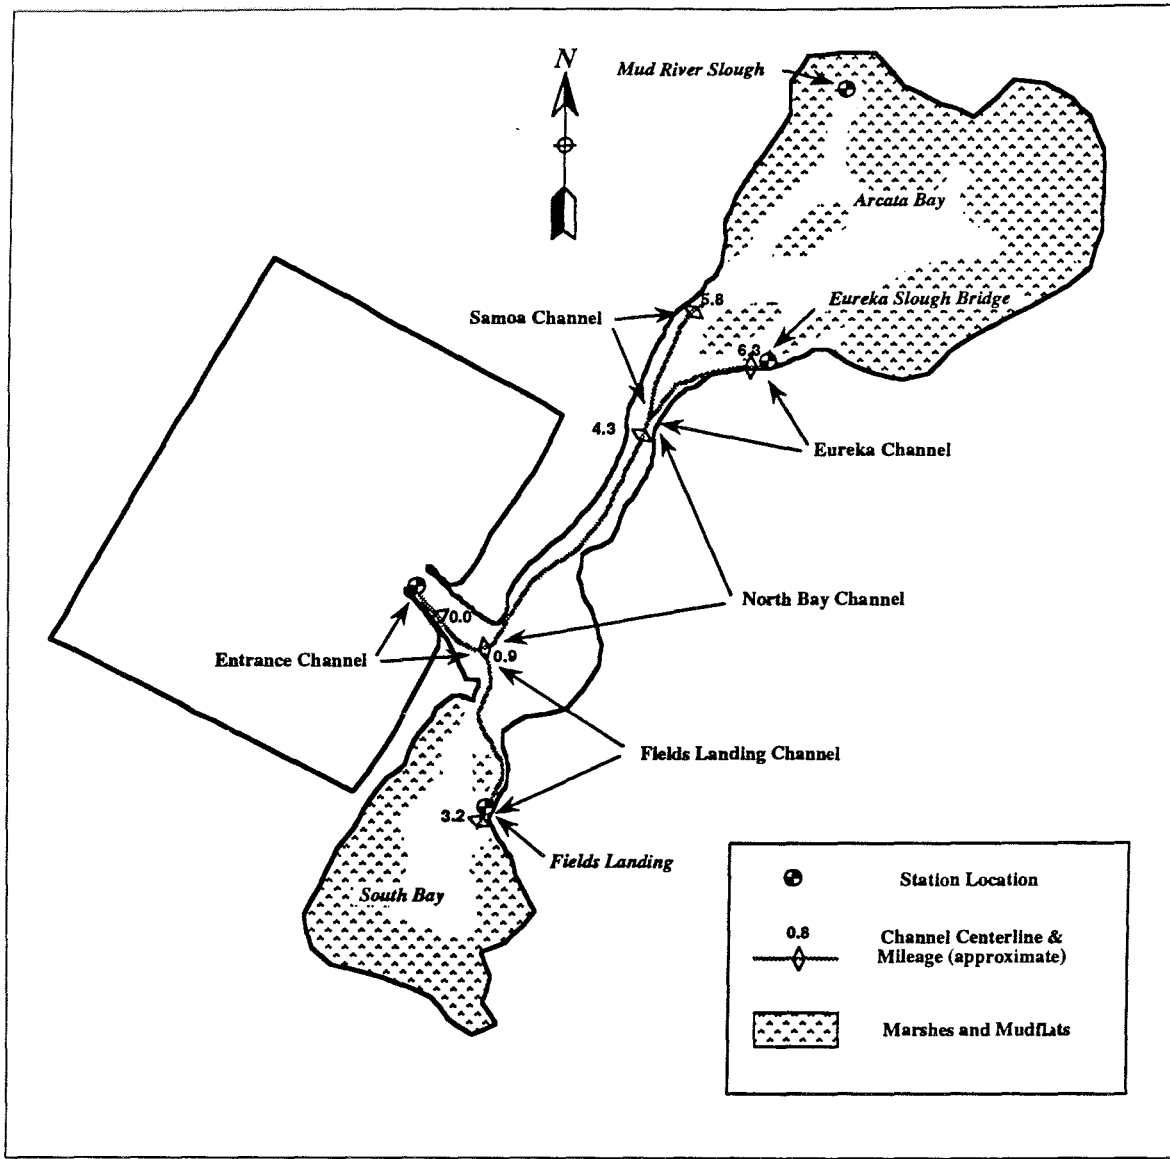 N
Mud River Slough
Arcata Bay
5.8
Eureka Slough Bridge
Samoa Channel
6.3
4.3
Eureka Channel
North Bay Channel
0.0
Entrance Channel
0.9
Fields Landing Channel
3.2
Fields Landing
South Bay
Station Location
0.8
Channel Centerline &
Mileage (approximate)
Marshes and Mudflats